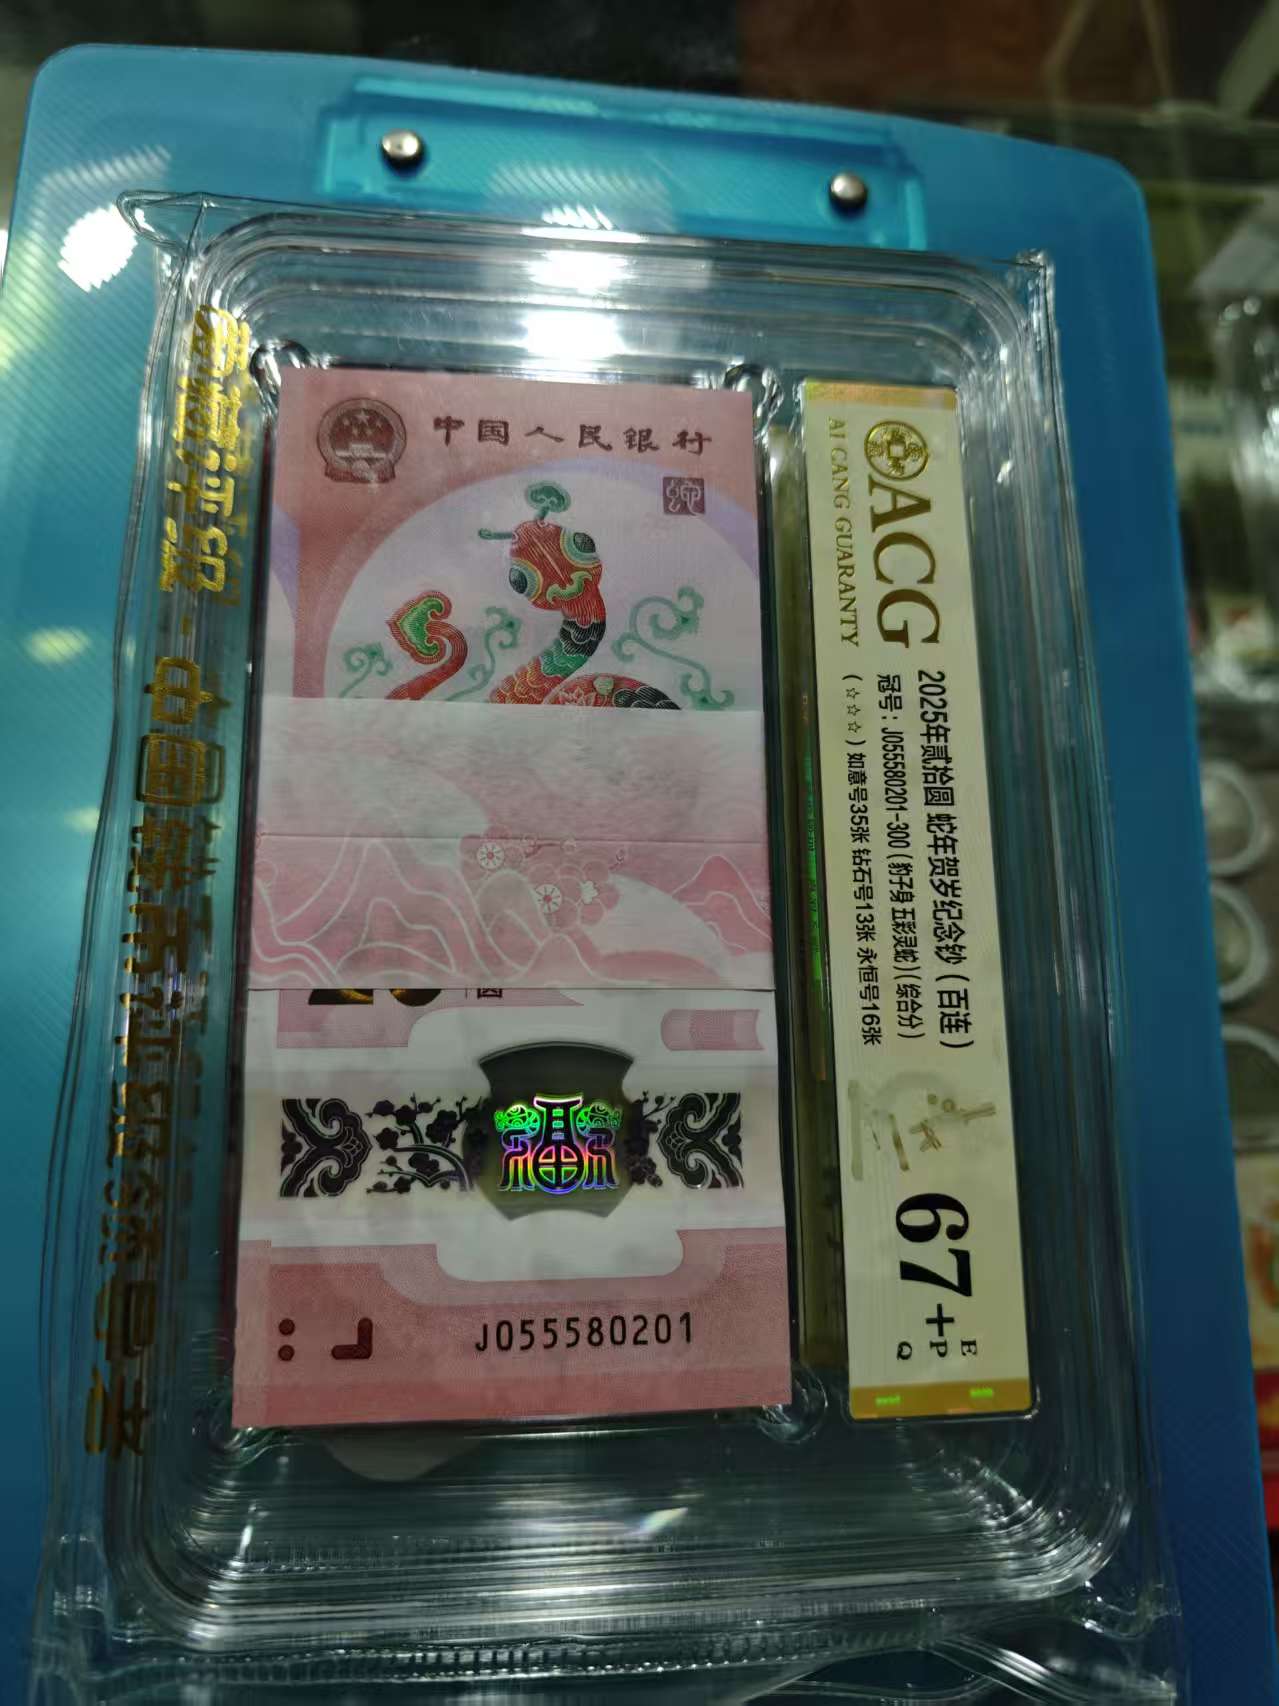 中国人民银行
J055580201
ACG
AI CANG GUARANTY
2025年贰拾圆 蛇年贺岁纪念钞（百连）
冠号：J055580201-300（豹子身 五彩灵蛇）(综合分)
（☆☆☆）如意号35张 钻石号13张 永恒号16张
67+
E
P
Q